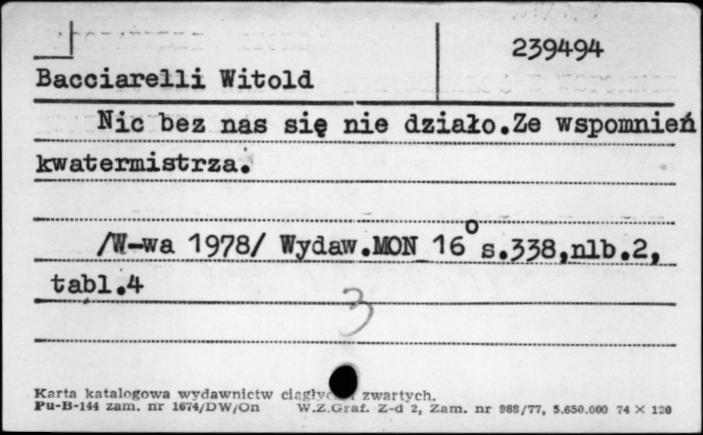 239494
Bacciarelli Witold
Nic bez nas się nie działo.Ze wspomnień
kwatermistrza.
/W-wa 1978/ Wydaw.MON 16° s.338,nlb.2,
tabl.4
3
Karta katalogowa wydawnictw zwartych.
Pu-B-144 zam. nr 1674/DW/On W.Z.Graf. Z-d 2, Zam. nr 988/77, 5.650.000 74 × 120